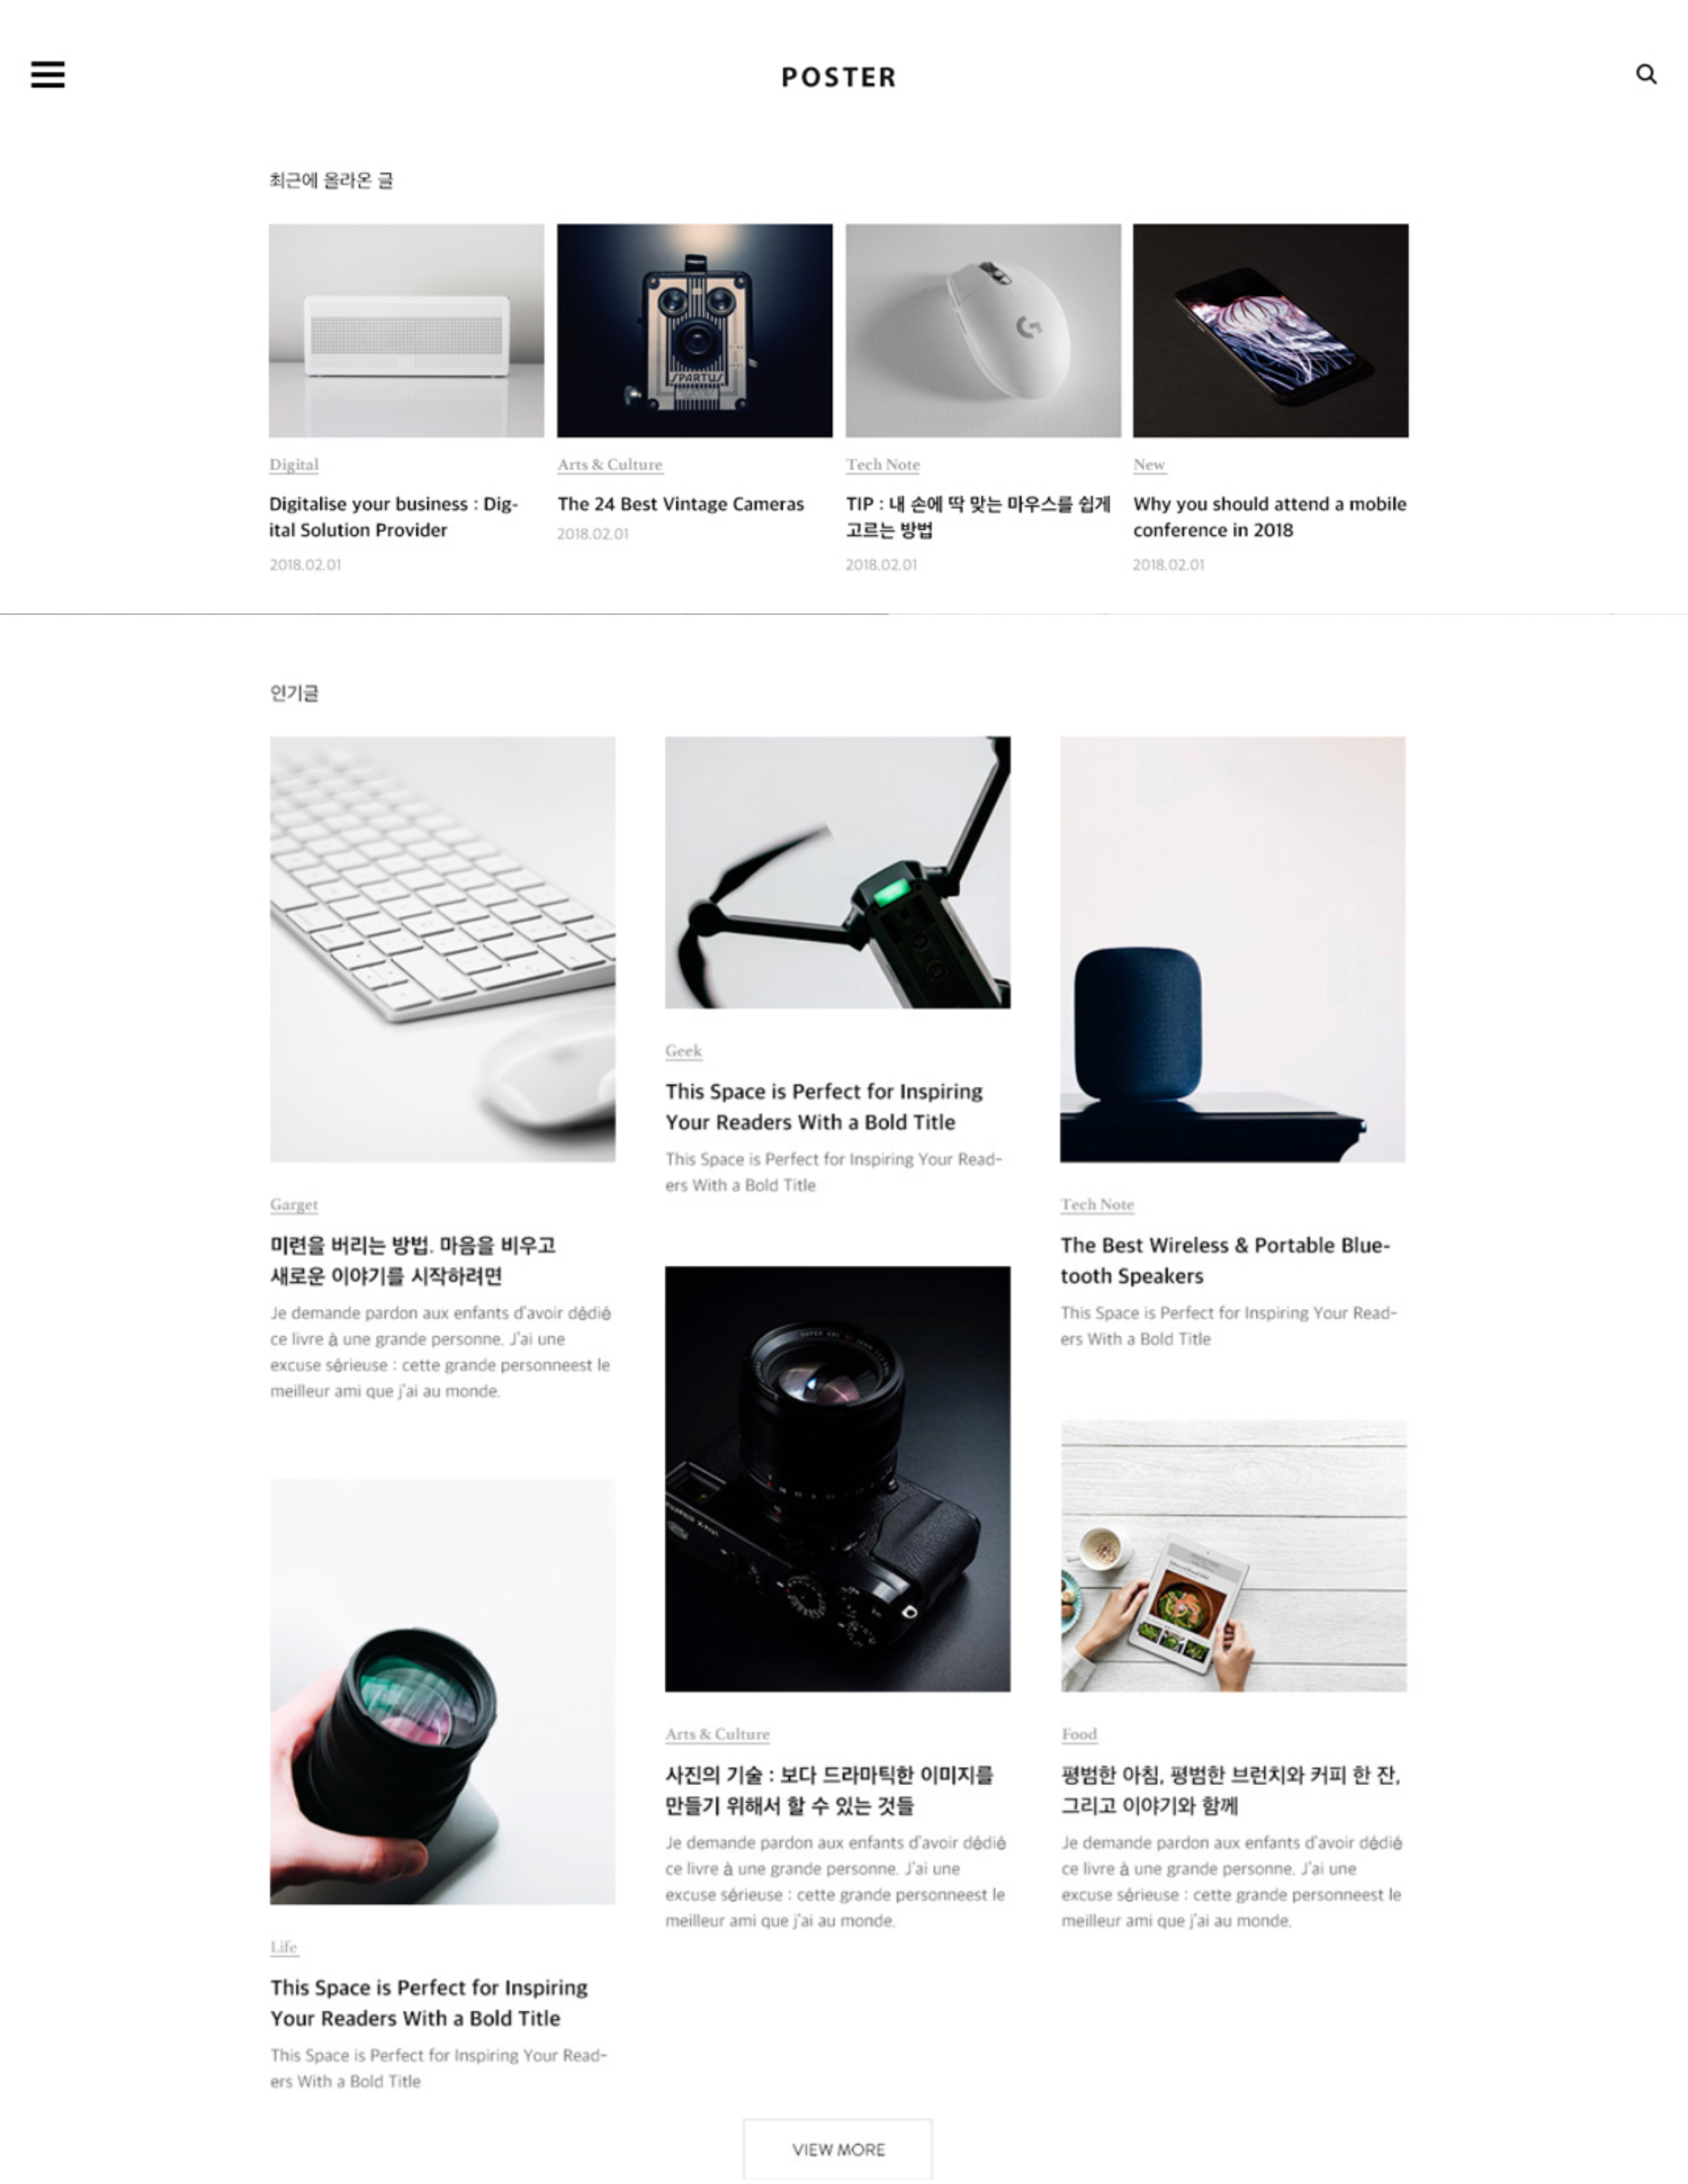 POSTER
최근에 올라온 글
SPARTUS
G
Digital
Digitalise your business : Dig-
ital Solution Provider
2018.02.01
Arts & Culture
The 24 Best Vintage Cameras
2018.02.01
Tech Note
TIP : 내 손에 딱 맞는 마우스를 쉽게
고르는 방법
2018.02.01
New
Why you should attend a mobile
conference in 2018
2018.02.01
인기글
Garget
미련을 버리는 방법. 마음을 비우고
새로운 이야기를 시작하려면
Je demande pardon aux enfants d'avoir dédié
ce livre à une grande personne. J'ai une
excuse sérieuse : cette grande personneest le
meilleur ami que j'ai au monde.
Life
This Space is Perfect for Inspiring
Your Readers With a Bold Title
This Space is Perfect for Inspiring Your Read-
ers With a Bold Title
Geek
This Space is Perfect for Inspiring
Your Readers With a Bold Title
This Space is Perfect for Inspiring Your Read-
ers With a Bold Title
Arts & Culture
사진의 기술 : 보다 드라마틱한 이미지를
만들기 위해서 할 수 있는 것들
Je demande pardon aux enfants d'avoir dédié
ce livre à une grande personne. J'ai une
excuse sérieuse : cette grande personneest le
meilleur ami que j'ai au monde.
Tech Note
The Best Wireless & Portable Blue-
tooth Speakers
This Space is Perfect for Inspiring Your Read-
ers With a Bold Title
Food
평범한 아침, 평범한 브런치와 커피 한 잔,
그리고 이야기와 함께
Je demande pardon aux enfants d'avoir dédié
ce livre à une grande personne. J'ai une
excuse sérieuse : cette grande personneest le
meilleur ami que j'ai au monde.
VIEW MORE